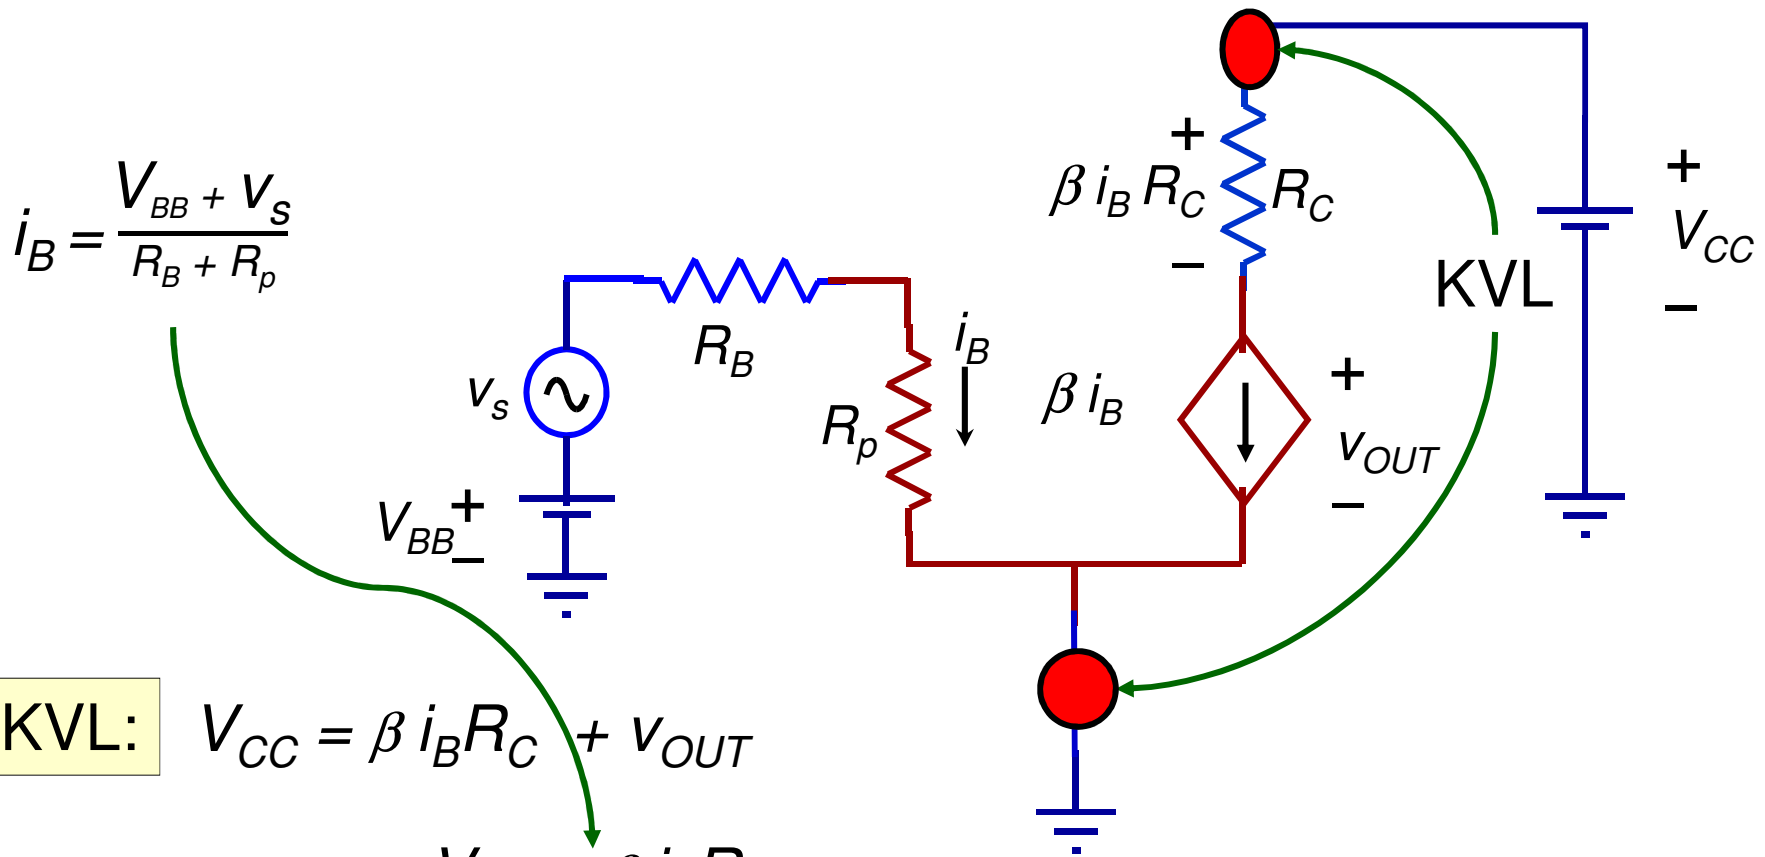 i_B = (V_BB + v_s) / (R_B + R_p)
+
β i_B R_C
−
R_C
+
V_CC
−
KVL
R_B
i_B
v_s
R_p
β i_B
+
v_OUT
−
V_BB
+
−
KVL: V_CC = β i_B R_C + v_OUT